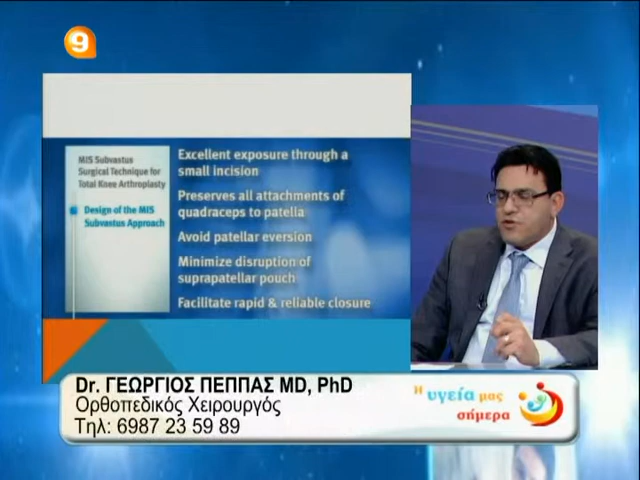 9
MIS Subvastus
Surgical Technique for
Total Knee Arthroplasty
Design of the MIS
Subvastus Approach
Excellent exposure through a
small incision
Preserves all attachments of
quadraceps to patella
Avoid patellar eversion
Minimize disruption of
suprapatellar pouch
Facilitate rapid & reliable closure
Dr. ΓΕΩΡΓΙΟΣ ΠΕΠΠΑΣ MD, PhD
Ορθοπεδικός Χειρουργός
Τηλ: 6987 23 59 89
Η υγεία μας
σήμερα